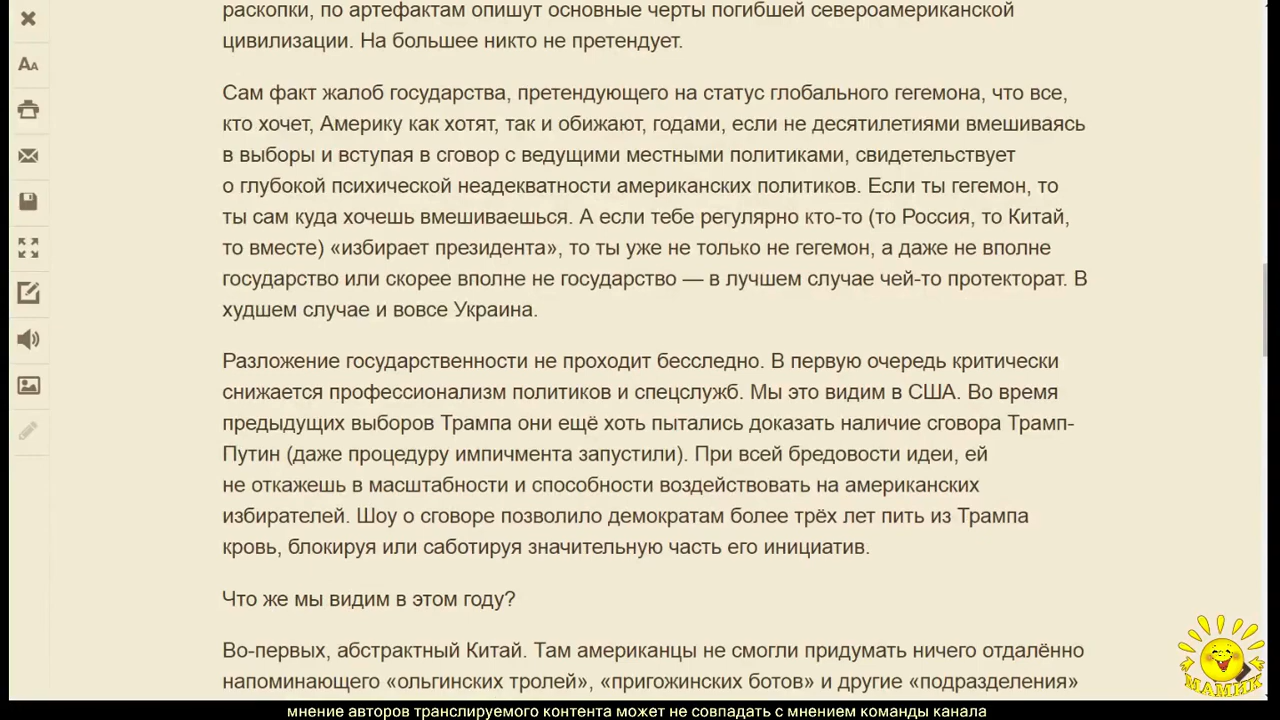 раскопки, по артефактам опишут основные черты погибшей североамериканской
цивилизации. На большее никто не претендует.
Сам факт жалоб государства, претендующего на статус глобального гегемона, что все,
кто хочет, Америку как хотят, так и обижают, годами, если не десятилетиями вмешиваясь
в выборы и вступая в сговор с ведущими местными политиками, свидетельствует
о глубокой психической неадекватности американских политиков. Если ты гегемон, то
ты сам куда хочешь вмешиваешься. А если тебе регулярно кто-то (то Россия, то Китай,
то вместе) «избирает президента», то ты уже не только не гегемон, а даже не вполне
государство или скорее вполне не государство — в лучшем случае чей-то протекторат. В
худшем случае и вовсе Украина.
Разложение государственности не проходит бесследно. В первую очередь критически
снижается профессионализм политиков и спецслужб. Мы это видим в США. Во время
предыдущих выборов Трампа они ещё хоть пытались доказать наличие сговора Трамп-
Путин (даже процедуру импичмента запустили). При всей бредовости идеи, ей
не откажешь в масштабности и способности воздействовать на американских
избирателей. Шоу о сговоре позволило демократам более трёх лет пить из Трампа
кровь, блокируя или саботируя значительную часть его инициатив.
Что же мы видим в этом году?
Во-первых, абстрактный Китай. Там американцы не смогли придумать ничего отдалённо
напоминающего «ольгинских тролей», «пригожинских ботов» и другие «подразделения»
МАМИК
мнение авторов транслируемого контента может не совпадать с мнением команды канала